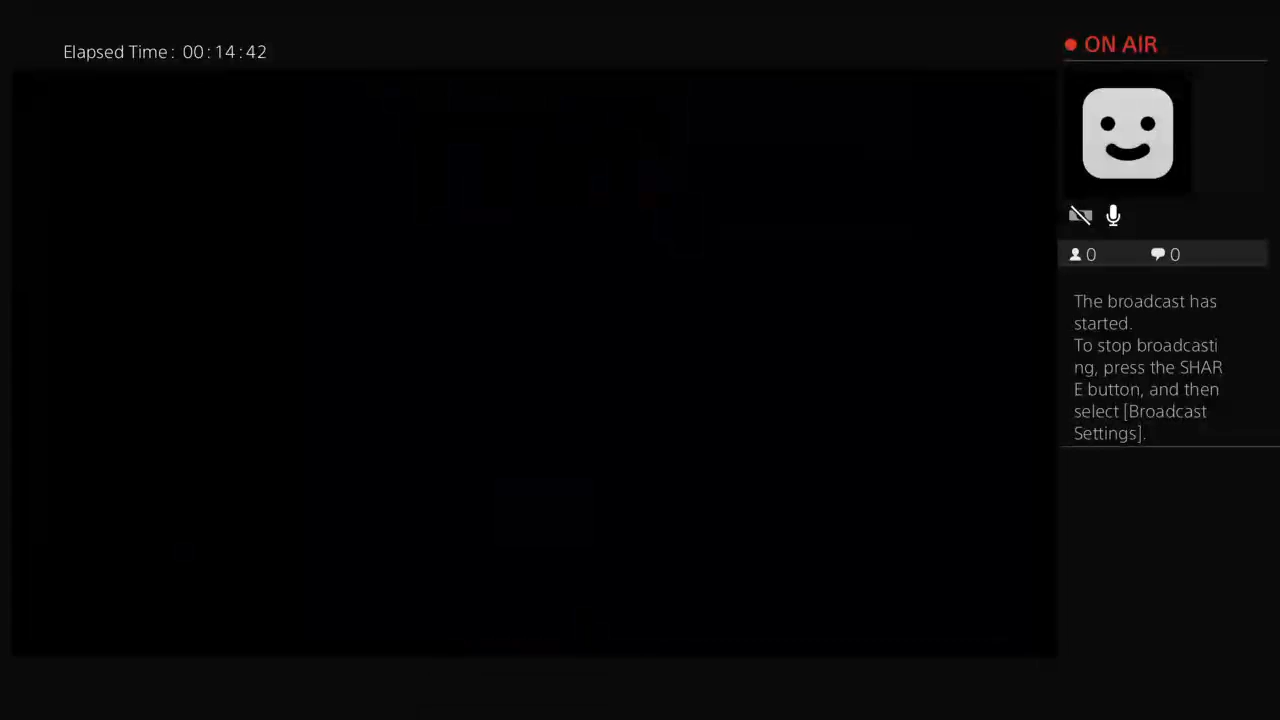 Elapsed Time: 00:14:42
ON AIR
0 0
The broadcast has
started.
To stop broadcasti
ng, press the SHAR
E button, and then
select [Broadcast
Settings].